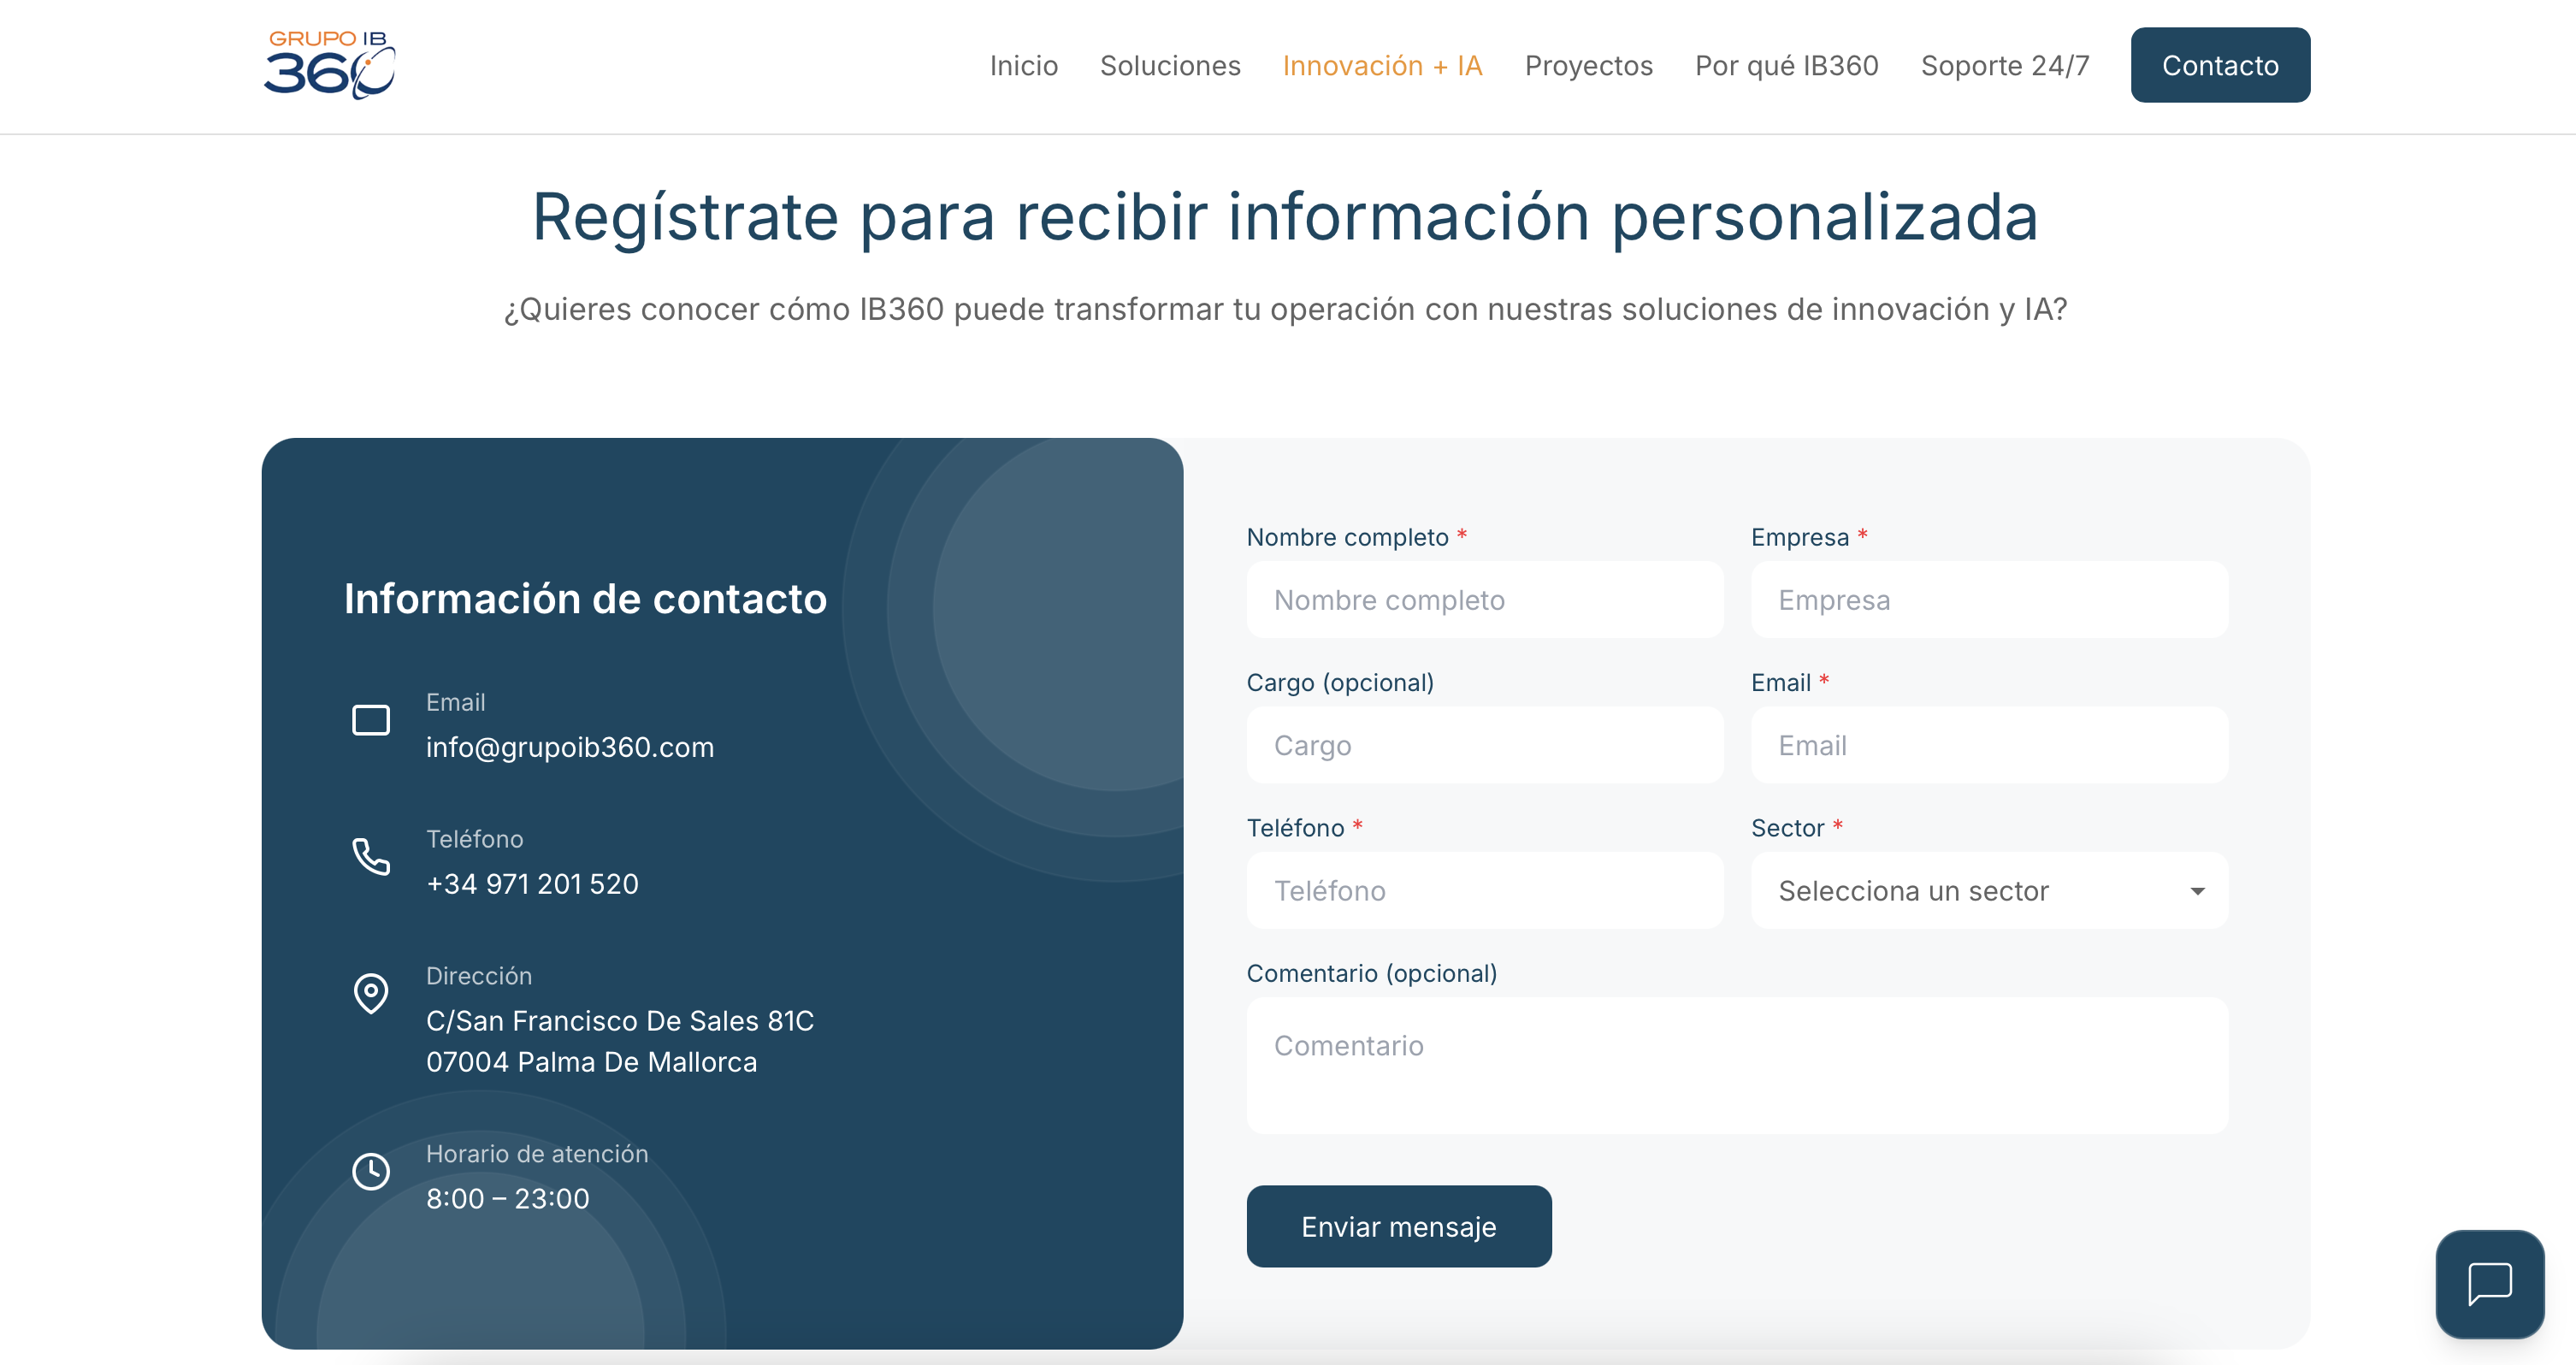 GRUPO IB
360
Inicio
Soluciones
Innovación + IA
Proyectos
Por qué IB360
Soporte 24/7
Contacto
Regístrate para recibir información personalizada
¿Quieres conocer cómo IB360 puede transformar tu operación con nuestras soluciones de innovación y IA?
Información de contacto
Email
info@grupoib360.com
Teléfono
+34 971 201 520
Dirección
C/San Francisco De Sales 81C
07004 Palma De Mallorca
Horario de atención
8:00 – 23:00
Nombre completo *
Nombre completo
Empresa *
Empresa
Cargo (opcional)
Cargo
Email *
Email
Teléfono *
Teléfono
Sector *
Selecciona un sector
Comentario (opcional)
Comentario
Enviar mensaje